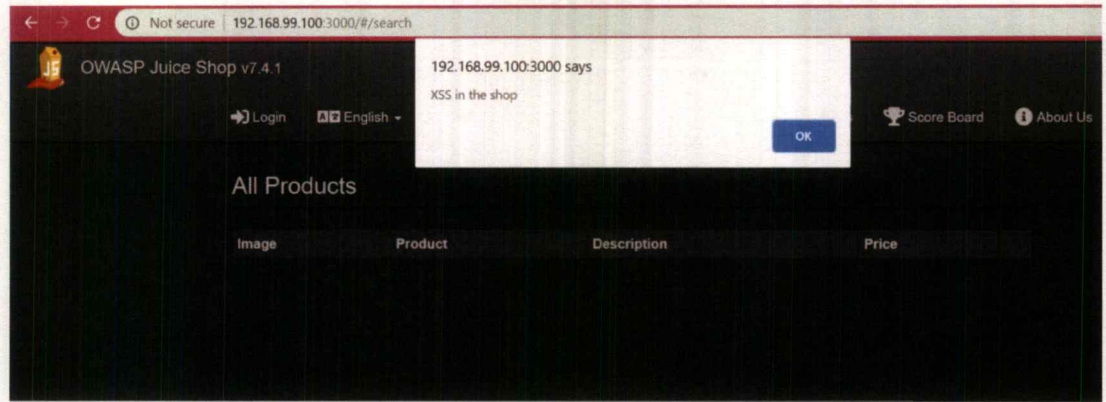 Not secure 192.168.99.100:3000/#/search
JS
OWASP Juice Shop v7.4.1
192.168.99.100:3000 says
XSS in the shop
OK
Login English Score Board About Us
All Products
Image Product Description Price